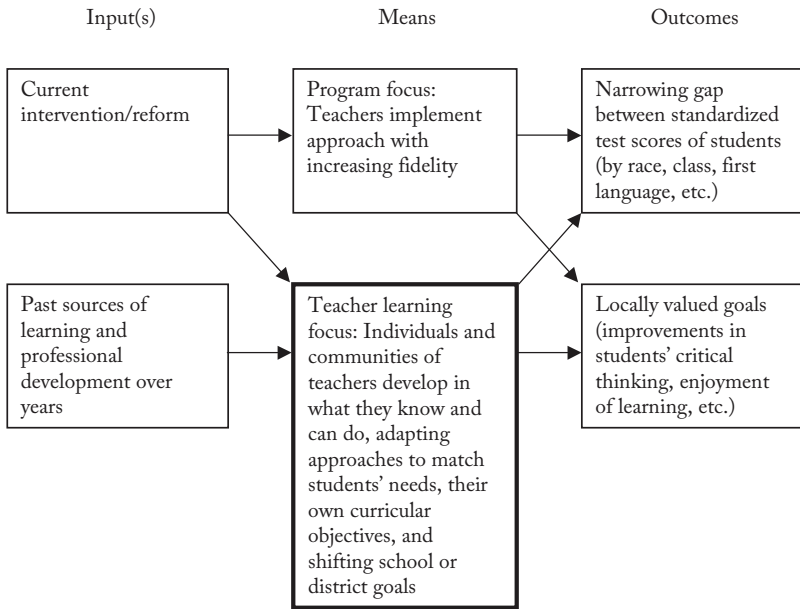 Input(s)
Means
Outcomes
Current
intervention/reform
Program focus:
Teachers implement
approach with
increasing fidelity
Narrowing gap
between standardized
test scores of students
(by race, class, first
language, etc.)
Past sources of
learning and
professional
development over
years
Teacher learning
focus: Individuals and
communities of
teachers develop in
what they know and
can do, adapting
approaches to match
students’ needs, their
own curricular
objectives, and
shifting school or
district goals
Locally valued goals
(improvements in
students’ critical
thinking, enjoyment
of learning, etc.)